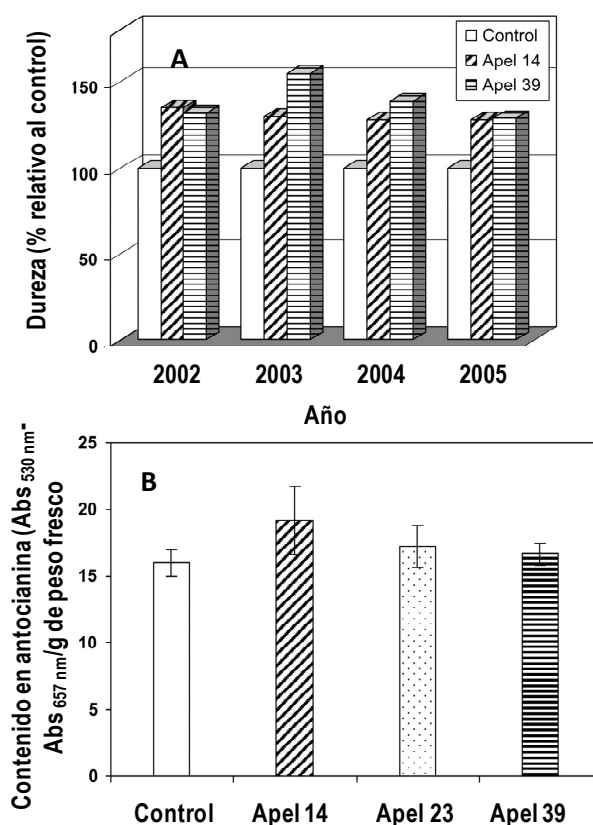 A
Control
Apel 14
Apel 39
Dureza (% relativo al control)
150
100
50
0
2002 2003 2004 2005
Año
B
Contenido en antocianina (Abs 530 nm-
Abs 657 nm/g de peso fresco
25
20
15
10
5
0
Control Apel 14 Apel 23 Apel 39